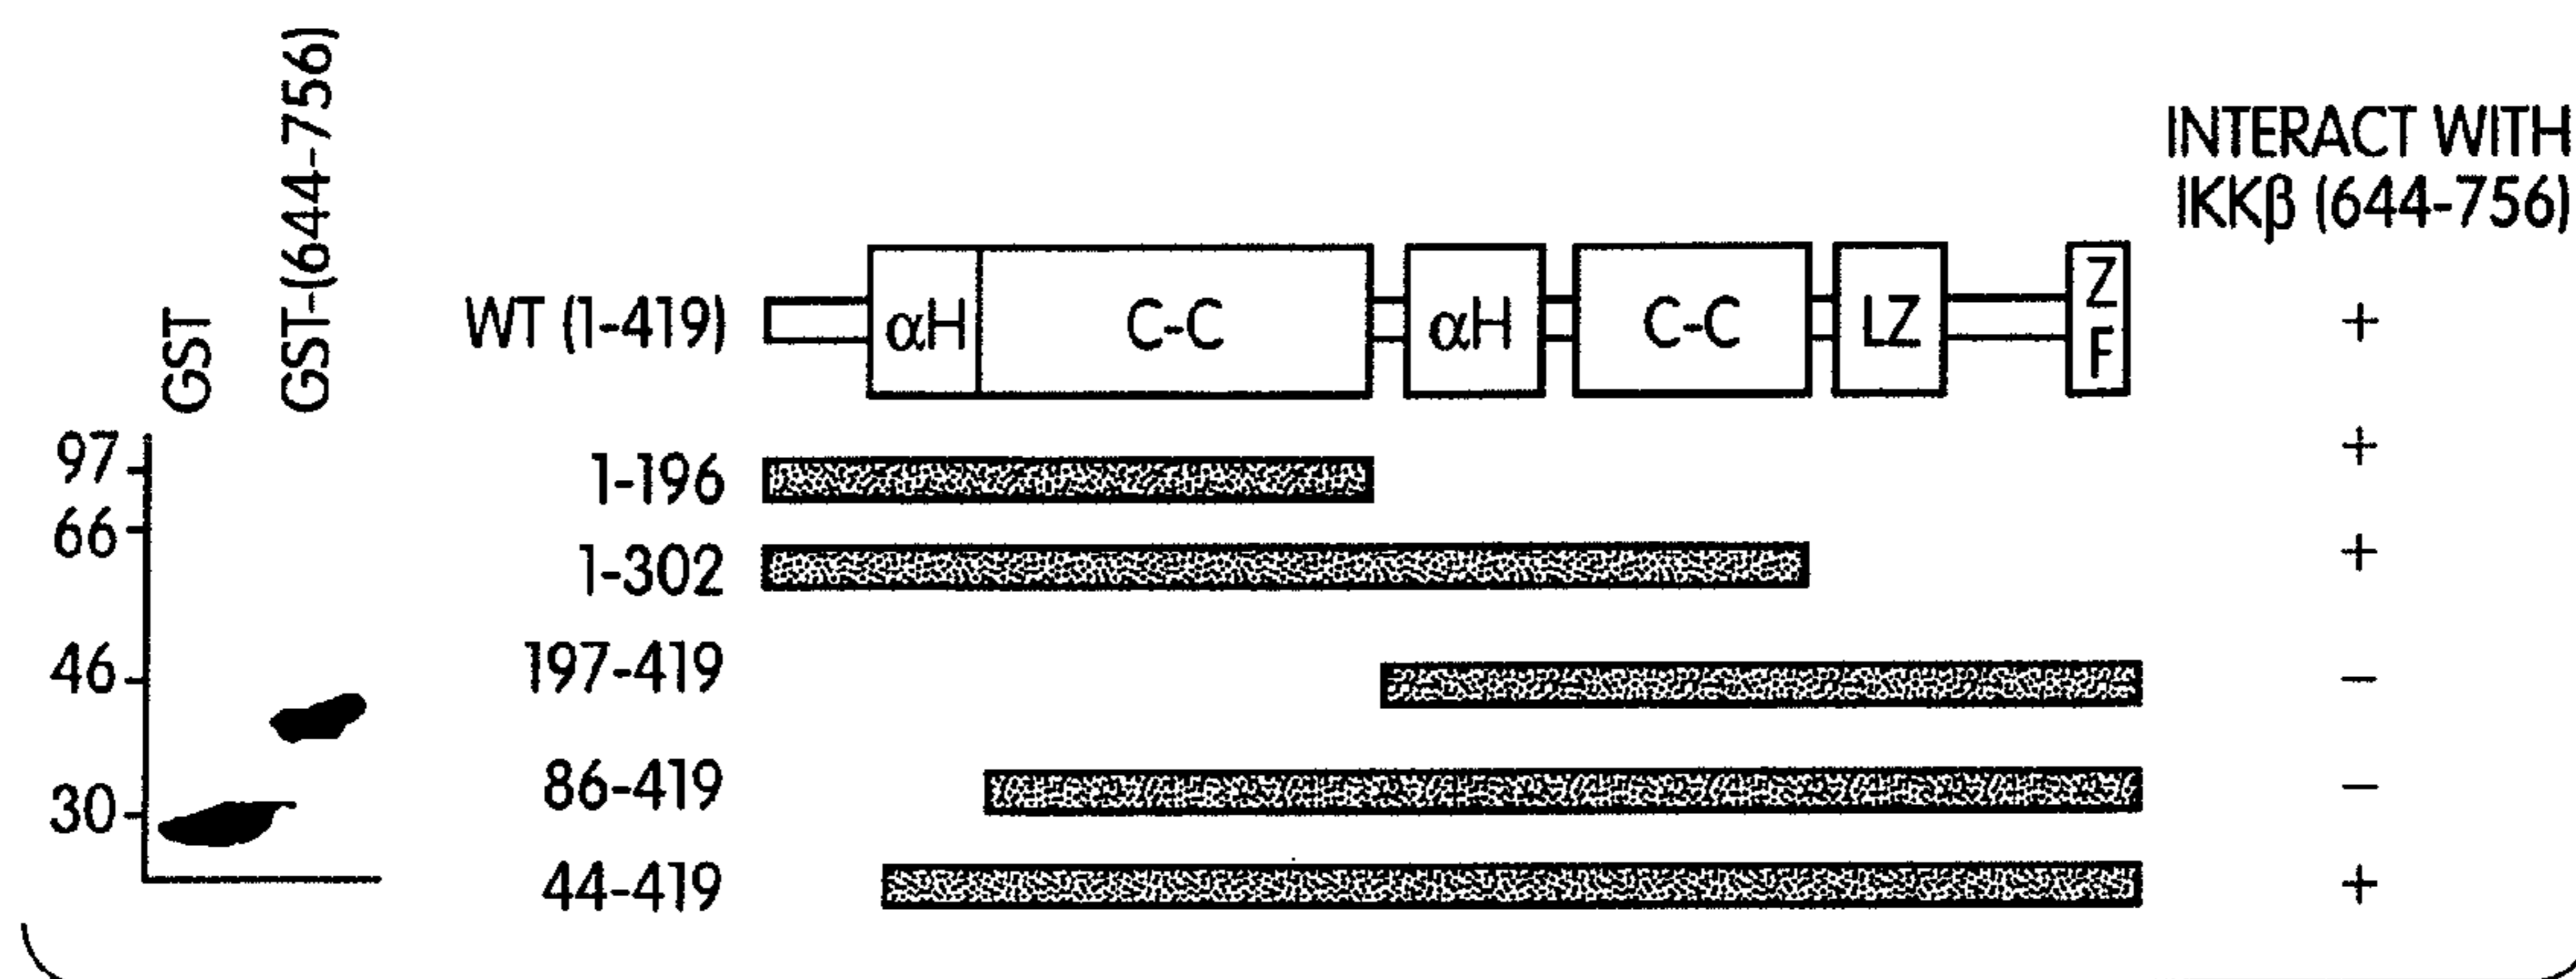 GST
GST-(644-756)
97
66
46
30
INTERACT WITH
IKKβ (644-756)
WT (1-419) αH C-C αH C-C LZ Z F +
1-196 +
1-302 +
197-419 −
86-419 −
44-419 +